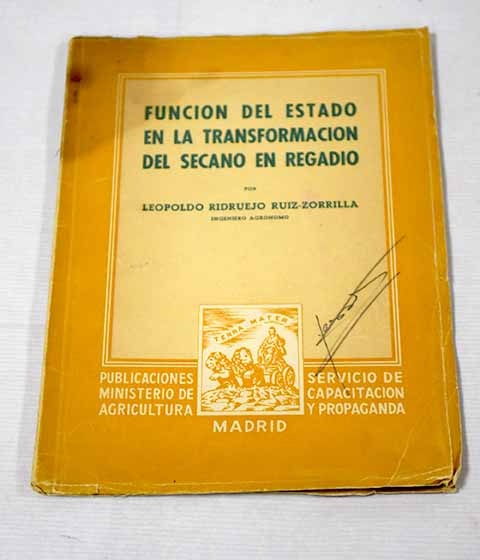 FUNCION DEL ESTADO
EN LA TRANSFORMACION
DEL SECANO EN REGADIO
POR
LEOPOLDO RIDRUEJO RUIZ-ZORRILLA
INGENIERO AGRONOMO
TERRA MATER
PUBLICACIONES
MINISTERIO DE
AGRICULTURA
SERVICIO DE
CAPACITACION
Y PROPAGANDA
MADRID